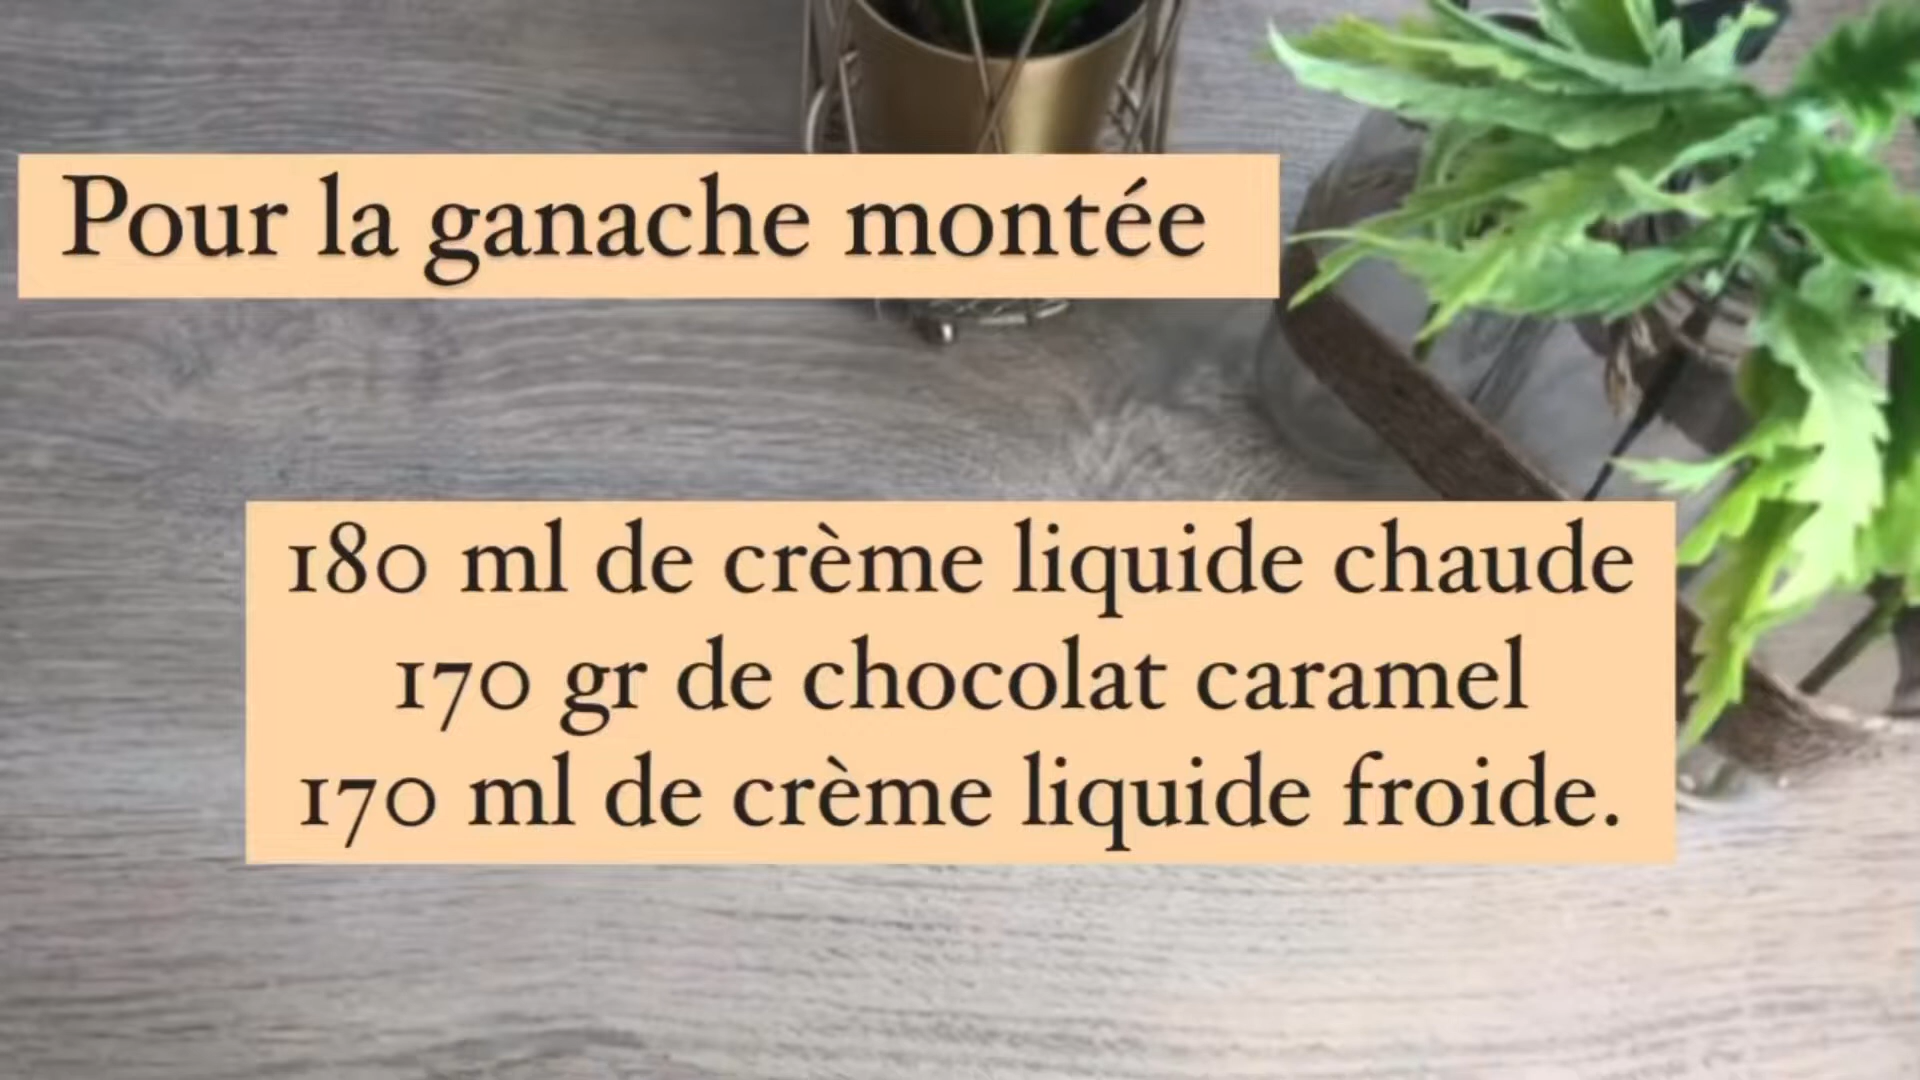 Pour la ganache montée
180 ml de crème liquide chaude
170 gr de chocolat caramel
170 ml de crème liquide froide.